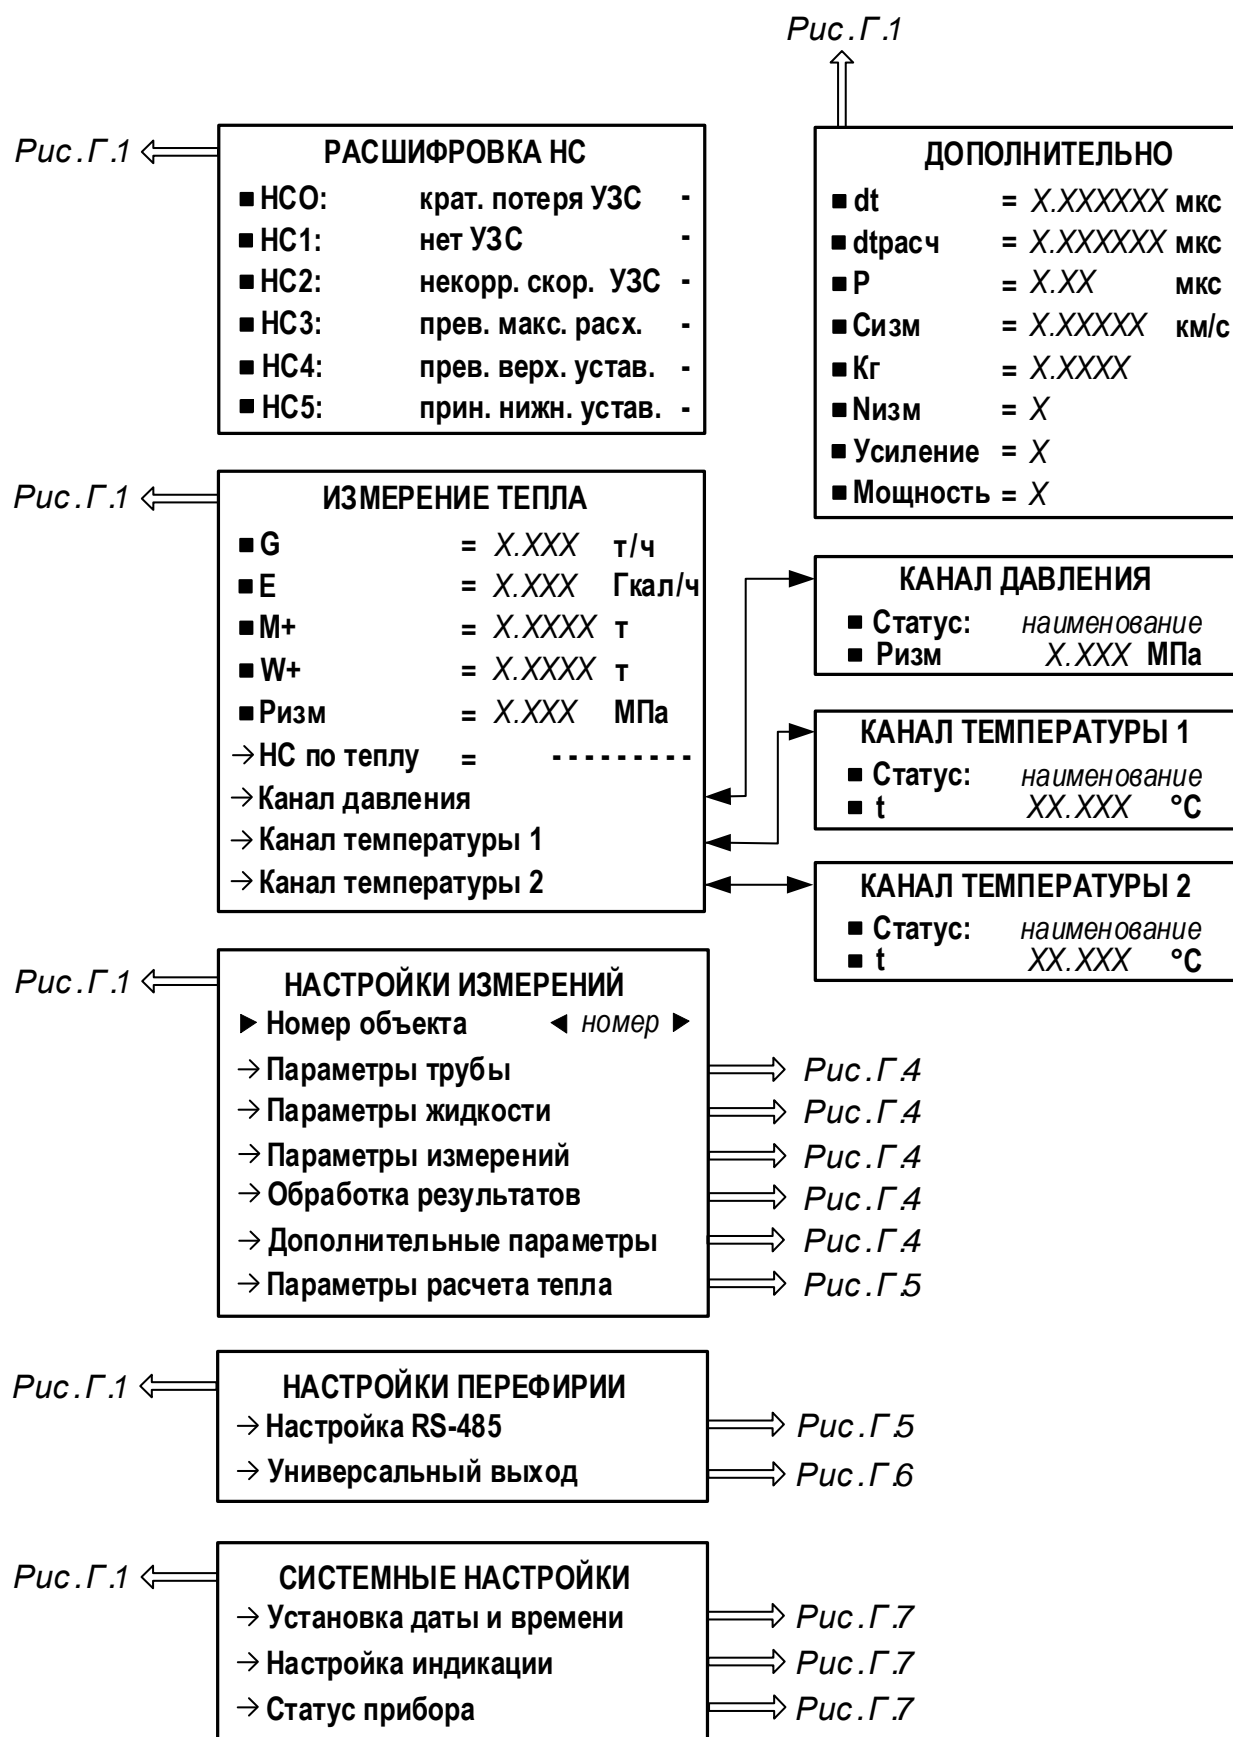 Рис.Г.1
Рис.Г.1
РАСШИФРОВКА НС
НС0: крат. потеря УЗС -
НС1: нет УЗС -
НС2: некорр. скор. УЗС -
НС3: прев. макс. расх. -
НС4: прев. верх. устав. -
НС5: прин. нижн. устав. -
ДОПОЛНИТЕЛЬНО
dt = X.XXXXXX мкс
dtрасч = X.XXXXXX мкс
P = X.XX мкс
Сизм = X.XXXXX км/с
Кг = X.XXXX
Nизм = X
Усиление = X
Мощность = X
Рис.Г.1
ИЗМЕРЕНИЕ ТЕПЛА
G = X.XXX т/ч
E = X.XXX Гкал/ч
M+ = X.XXXX т
W+ = X.XXXX т
Pизм = X.XXX МПа
→ НС по теплу = ---------
→ Канал давления
→ Канал температуры 1
→ Канал температуры 2
КАНАЛ ДАВЛЕНИЯ
Статус: наименование
Ризм X.XXX МПа
КАНАЛ ТЕМПЕРАТУРЫ 1
Статус: наименование
t XX.XXX °C
КАНАЛ ТЕМПЕРАТУРЫ 2
Статус: наименование
t XX.XXX °C
Рис.Г.1
НАСТРОЙКИ ИЗМЕРЕНИЙ
Номер объекта ◄ номер ►
→ Параметры трубы Рис.Г.4
→ Параметры жидкости Рис.Г.4
→ Параметры измерений Рис.Г.4
→ Обработка результатов Рис.Г.4
→ Дополнительные параметры Рис.Г.4
→ Параметры расчета тепла Рис.Г.5
Рис.Г.1
НАСТРОЙКИ ПЕРЕФИРИИ
→ Настройка RS-485 Рис.Г.5
→ Универсальный выход Рис.Г.6
Рис.Г.1
СИСТЕМНЫЕ НАСТРОЙКИ
→ Установка даты и времени Рис.Г.7
→ Настройка индикации Рис.Г.7
→ Статус прибора Рис.Г.7